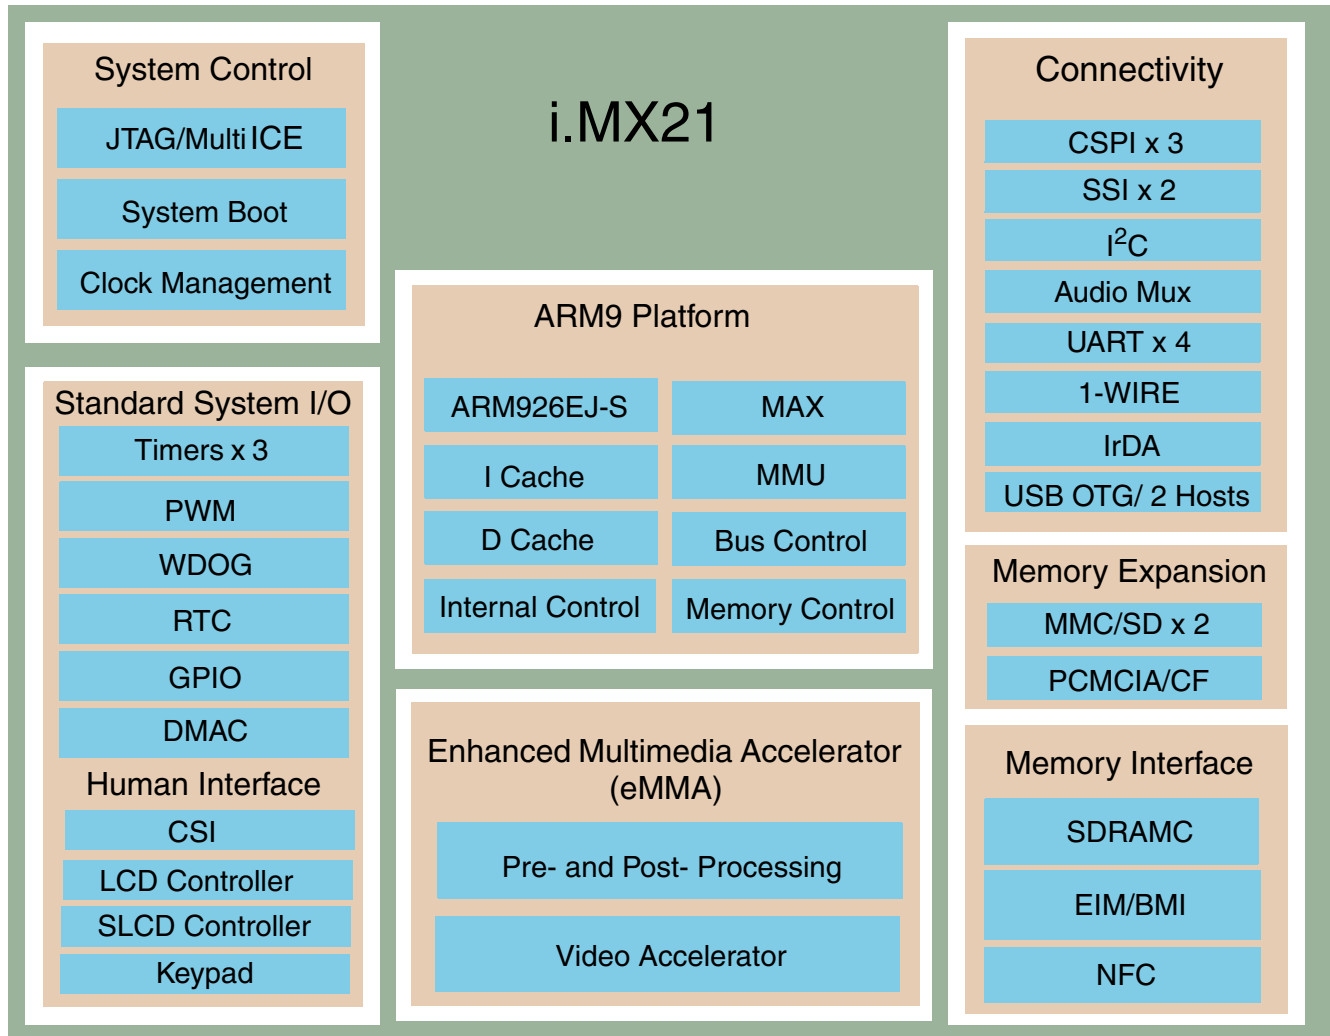 i.MX21
System Control
JTAG/Multi ICE
System Boot
Clock Management
Standard System I/O
Timers x 3
PWM
WDOG
RTC
GPIO
DMAC
Human Interface
CSI
LCD Controller
SLCD Controller
Keypad
ARM9 Platform
ARM926EJ-S
MAX
I Cache
MMU
D Cache
Bus Control
Internal Control
Memory Control
Enhanced Multimedia Accelerator
(eMMA)
Pre- and Post- Processing
Video Accelerator
Connectivity
CSPI x 3
SSI x 2
I²C
Audio Mux
UART x 4
1-WIRE
IrDA
USB OTG/ 2 Hosts
Memory Expansion
MMC/SD x 2
PCMCIA/CF
Memory Interface
SDRAMC
EIM/BMI
NFC